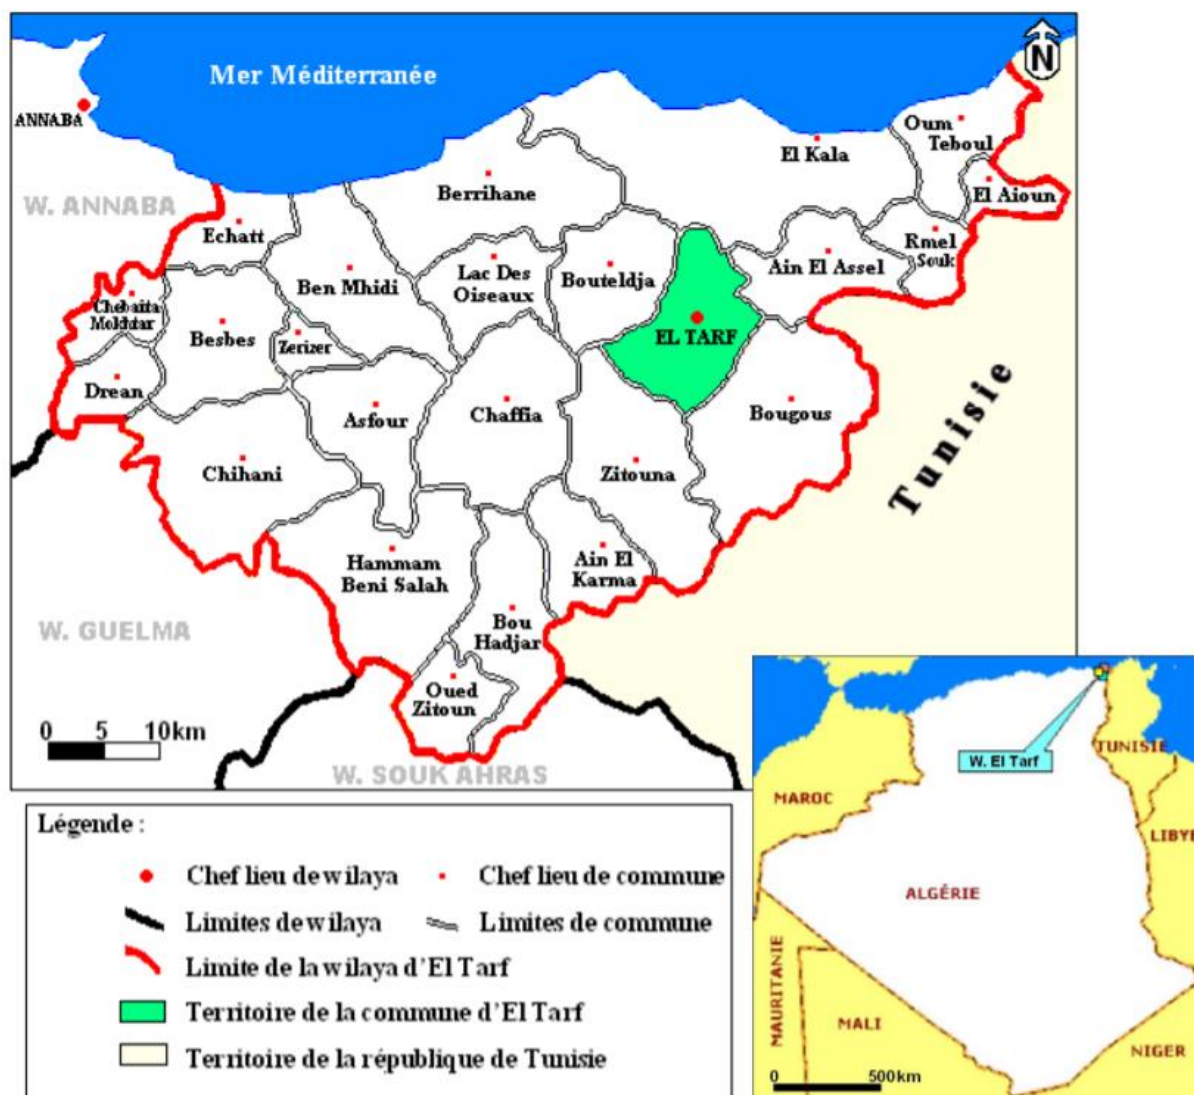 N
Mer Méditerranée
ANNABA
W. ANNABA
Oum
Teboul
El Kala
El Aioun
Berrihane
Echatt
Rmel
Souk
Lac Des
Oiseaux
Bouteldja
Ain El Assel
Ben Mhidi
Chebaita
Mokhtar
Besbes
Zerizer
EL TARF
Drean
Asfour
Chaffia
Bougous
Tunisie
Chihani
Zitouna
Hammam
Beni Salah
Ain El
Karma
W. GUELMA
Bou
Hadjar
Oued
Zitoun
0 5 10km
W. SOUK AHRAS
Légende :
Chef lieu de wilaya
Chef lieu de commune
Limites de wilaya
Limites de commune
Limite de la wilaya d'El Tarf
Territoire de la commune d'El Tarf
Territoire de la république de Tunisie
W. El Tarf
TUNISIE
MAROC
LIBYE
ALGÉRIE
MAURITANIE
MALI
NIGER
0 500km